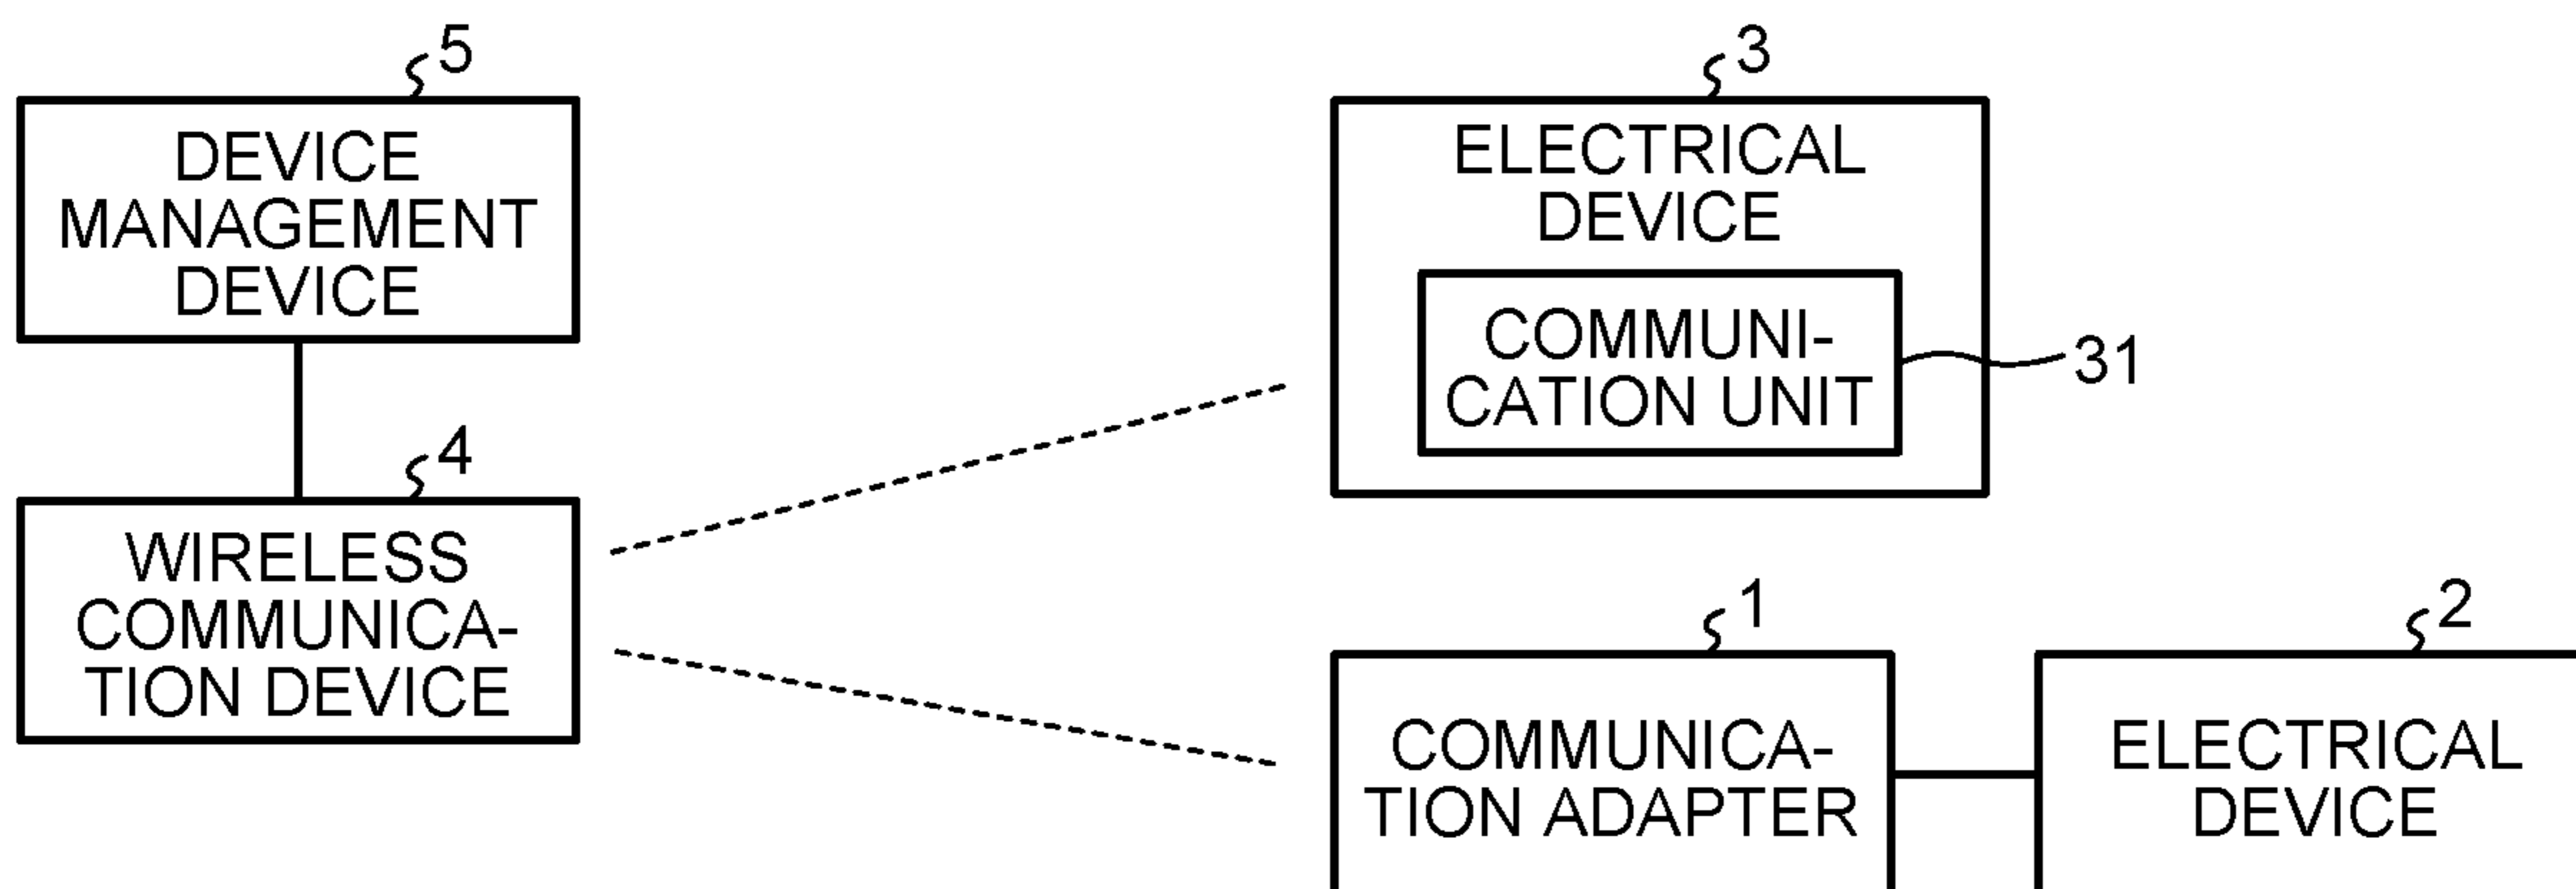 5
DEVICE
MANAGEMENT
DEVICE
3
ELECTRICAL
DEVICE
COMMUNI-
CATION UNIT
31
4
WIRELESS
COMMUNICA-
TION DEVICE
1
COMMUNICA-
TION ADAPTER
2
ELECTRICAL
DEVICE